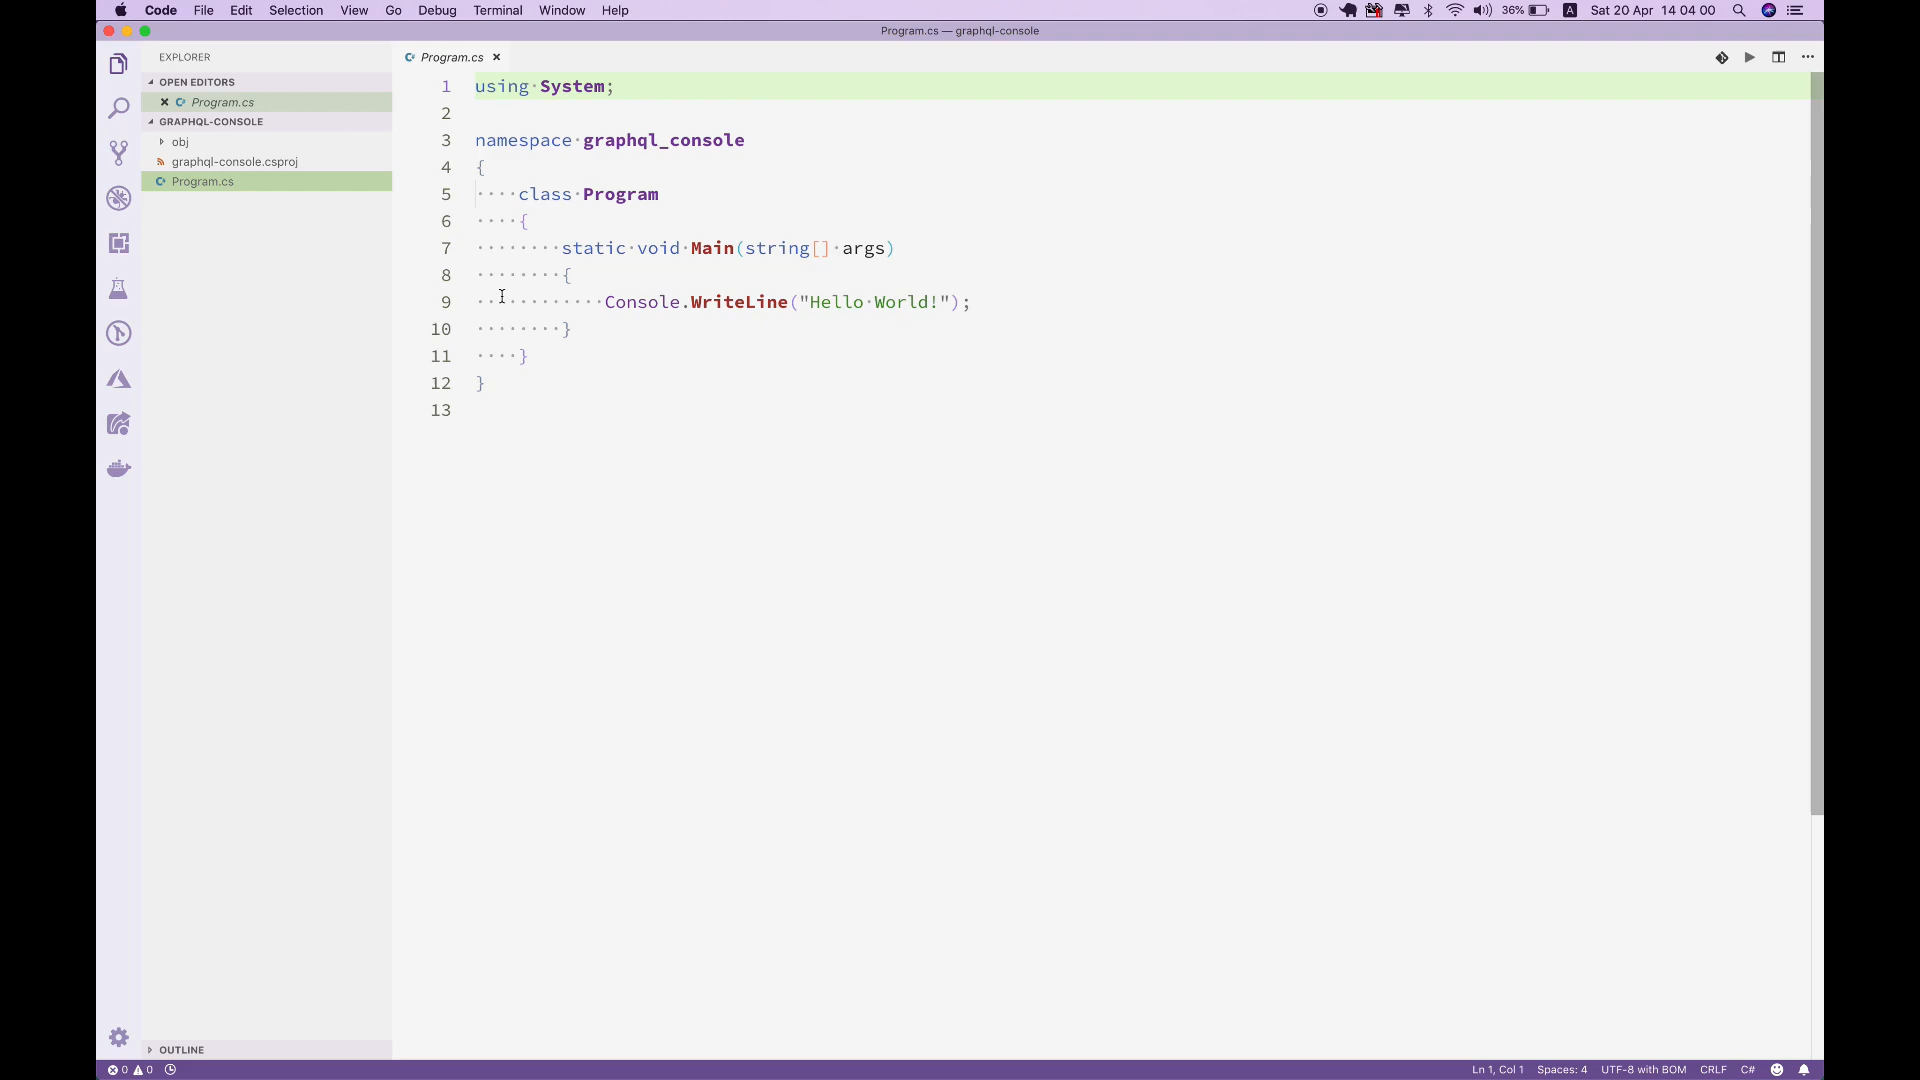 Code File Edit Selection View Go Debug Terminal Window Help 36% A Sat 20 Apr 14 04 00
Program.cs — graphql-console
EXPLORER
OPEN EDITORS
Program.cs
GRAPHQL-CONSOLE
obj
graphql-console.csproj
Program.cs
OUTLINE
Program.cs
1 using System;
2
3 namespace graphql_console
4 {
5 class Program
6 {
7 static void Main(string[] args)
8 {
9 Console.WriteLine("Hello World!");
10 }
11 }
12 }
13
0 0 Ln 1, Col 1 Spaces: 4 UTF-8 with BOM CRLF C#